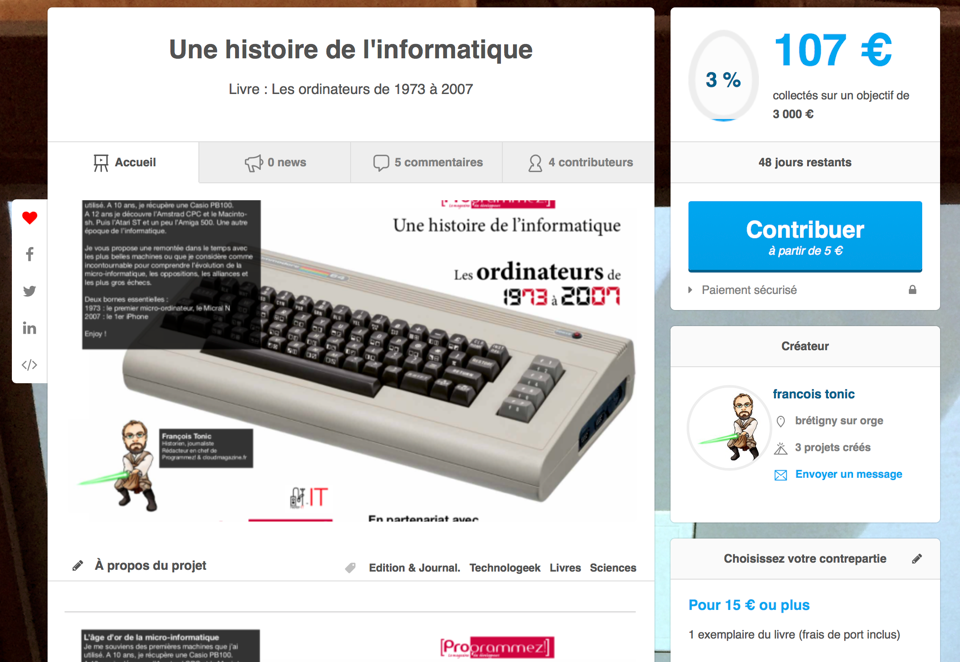 Une histoire de l'informatique
Livre : Les ordinateurs de 1973 à 2007
3 %
107 €
collectés sur un objectif de
3 000 €
Accueil
0 news
5 commentaires
4 contributeurs
48 jours restants
Contribuer
à partir de 5 €
Paiement sécurisé
utilisé. A 10 ans, je récupère une Casio PB100.
A 12 ans je découvre l'Amstrad CPC et le Macinto-
sh. Puis l'Atari ST et un peu l'Amiga 500. Une autre
époque de l'informatique.
Je vous propose une remontée dans le temps avec
les plus belles machines ou que je considère comme
incontournable pour comprendre l'évolution de la
micro-informatique, les oppositions, les alliances et
les plus gros échecs.
Deux bornes essentielles :
1973 : le premier micro-ordinateur, le Micral N
2007 : le 1er iPhone
Enjoy !
Une histoire de l'informatique
Les ordinateurs de
1973 à 2007
François Tonic
Historien, journaliste
Rédacteur en chef de
Programmez! & cloudmagazine.fr
.IT
En partenariat avec
Créateur
francois tonic
brétigny sur orge
3 projets créés
Envoyer un message
À propos du projet
Edition & Journal. Technologeek Livres Sciences
Choisissez votre contrepartie
Pour 15 € ou plus
1 exemplaire du livre (frais de port inclus)
L'âge d'or de la micro-informatique
Je me souviens des premières machines que j'ai
utilisé. A 10 ans, je récupère une Casio PB100.
[Programmez!]